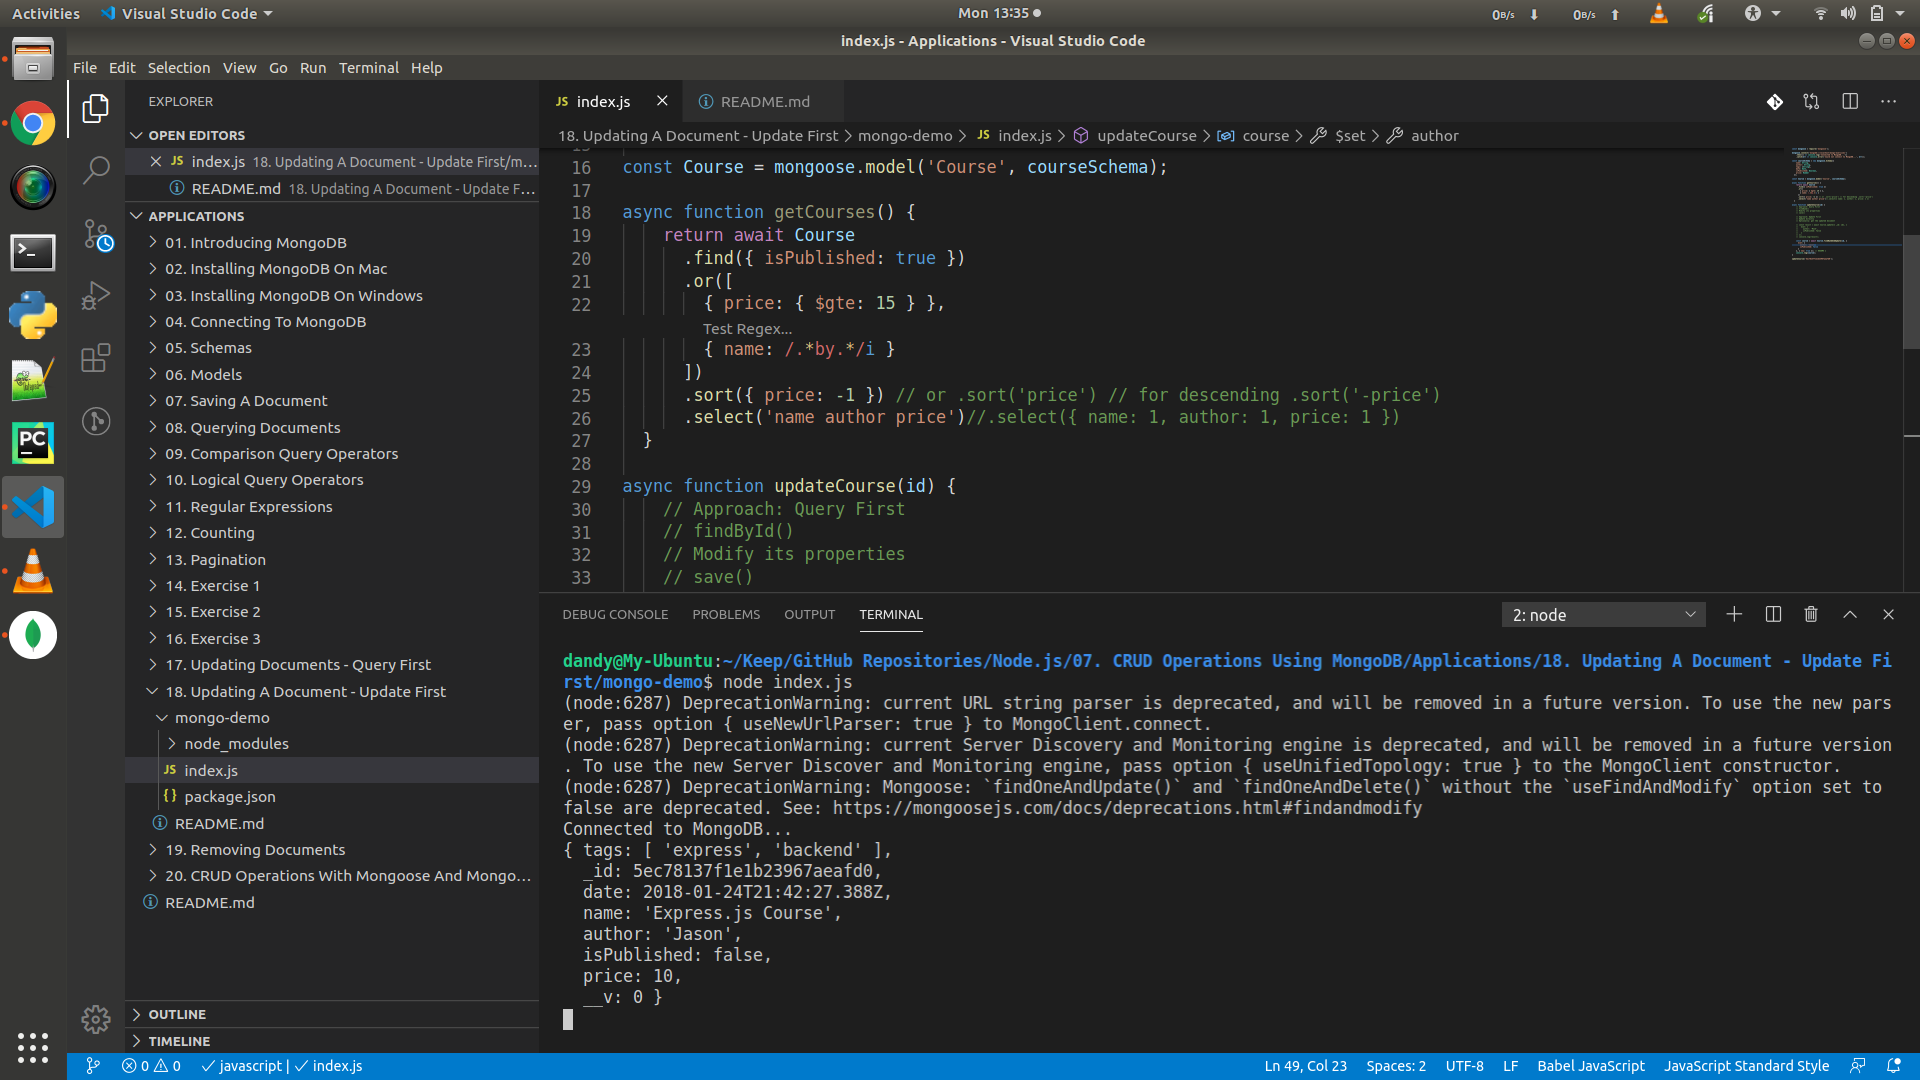 Activities
Visual Studio Code
Mon 13:35
0B/s
0B/s
index.js - Applications - Visual Studio Code
File Edit Selection View Go Run Terminal Help
EXPLORER
OPEN EDITORS
JS index.js 18. Updating A Document - Update First/m...
README.md 18. Updating A Document - Update F...
APPLICATIONS
01. Introducing MongoDB
02. Installing MongoDB On Mac
03. Installing MongoDB On Windows
04. Connecting To MongoDB
05. Schemas
06. Models
07. Saving A Document
08. Querying Documents
09. Comparison Query Operators
10. Logical Query Operators
11. Regular Expressions
12. Counting
13. Pagination
14. Exercise 1
15. Exercise 2
16. Exercise 3
17. Updating Documents - Query First
18. Updating A Document - Update First
mongo-demo
node_modules
JS index.js
{} package.json
README.md
19. Removing Documents
20. CRUD Operations With Mongoose And Mongo...
README.md
OUTLINE
TIMELINE
JS index.js
README.md
18. Updating A Document - Update First > mongo-demo > JS index.js > updateCourse > course > $set > author
16 const Course = mongoose.model('Course', courseSchema);
17
18 async function getCourses() {
19 return await Course
20 .find({ isPublished: true })
21 .or([
22 { price: { $gte: 15 } },
Test Regex...
23 { name: /.*by.*/i }
24 ])
25 .sort({ price: -1 }) // or .sort('price') // for descending .sort('-price')
26 .select('name author price')//.select({ name: 1, author: 1, price: 1 })
27 }
28
29 async function updateCourse(id) {
30 // Approach: Query First
31 // findById()
32 // Modify its properties
33 // save()
DEBUG CONSOLE PROBLEMS OUTPUT TERMINAL
2: node
dandy@My-Ubuntu:~/Keep/GitHub Repositories/Node.js/07. CRUD Operations Using MongoDB/Applications/18. Updating A Document - Update Fi
rst/mongo-demo$ node index.js
(node:6287) DeprecationWarning: current URL string parser is deprecated, and will be removed in a future version. To use the new pars
er, pass option { useNewUrlParser: true } to MongoClient.connect.
(node:6287) DeprecationWarning: current Server Discovery and Monitoring engine is deprecated, and will be removed in a future version
. To use the new Server Discover and Monitoring engine, pass option { useUnifiedTopology: true } to the MongoClient constructor.
(node:6287) DeprecationWarning: Mongoose: `findOneAndUpdate()` and `findOneAndDelete()` without the `useFindAndModify` option set to
false are deprecated. See: https://mongoosejs.com/docs/deprecations.html#findandmodify
Connected to MongoDB...
{ tags: [ 'express', 'backend' ],
_id: 5ec78137f1e1b23967aeafd0,
date: 2018-01-24T21:42:27.388Z,
name: 'Express.js Course',
author: 'Jason',
isPublished: false,
price: 10,
__v: 0 }
PC
0 0
javascript | index.js
Ln 49, Col 23
Spaces: 2
UTF-8
LF
Babel JavaScript
JavaScript Standard Style